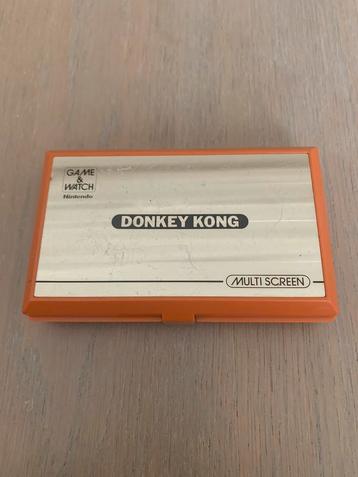 GAME
&
WATCH
Nintendo
DONKEY KONG
MULTI SCREEN